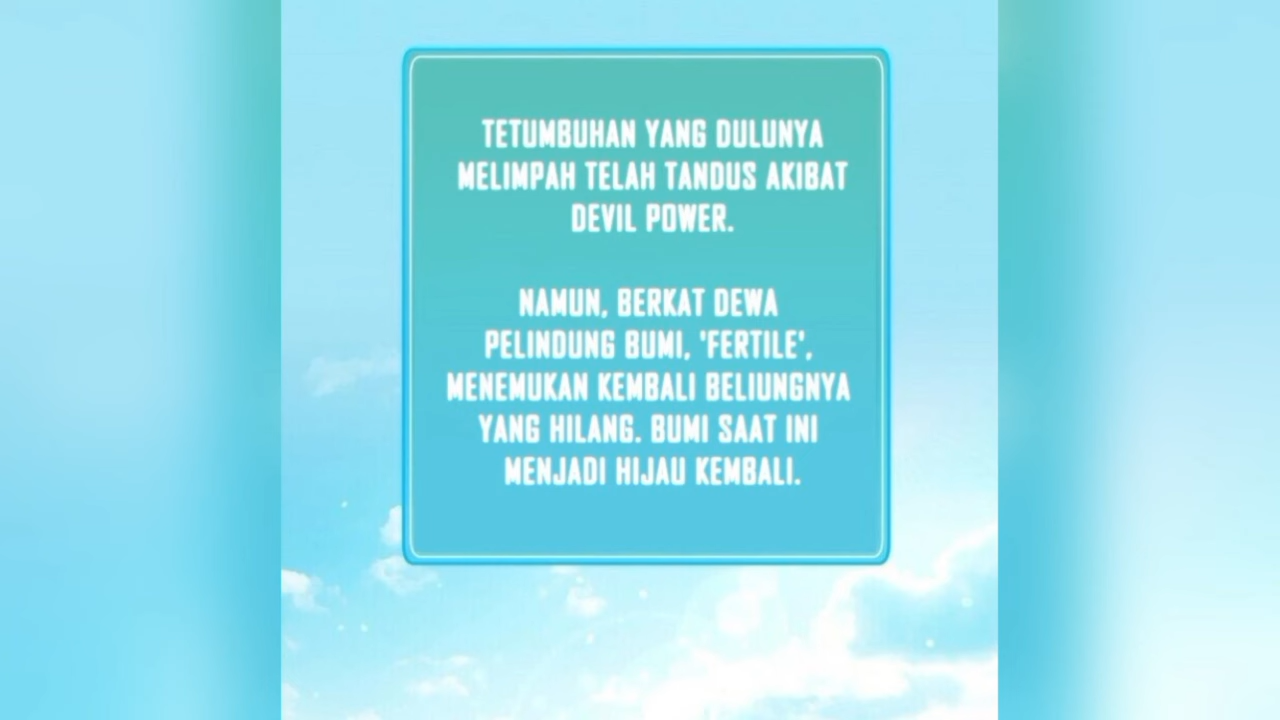 TETUMBUHAN YANG DULUNYA
MELIMPAH TELAH TANDUS AKIBAT
DEVIL POWER.
NAMUN, BERKAT DEWA
PELINDUNG BUMI, 'FERTILE',
MENEMUKAN KEMBALI BELIUNGNYA
YANG HILANG. BUMI SAAT INI
MENJADI HIJAU KEMBALI.